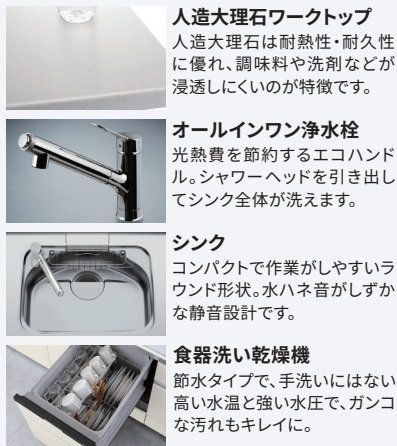 人造大理石ワークトップ
人造大理石は耐熱性・耐久性
に優れ、調味料や洗剤などが
浸透しにくいのが特徴です。
オールインワン浄水栓
光熱費を節約するエコハンド
ル。シャワーヘッドを引き出し
てシンク全体が洗えます。
シンク
コンパクトで作業がしやすいラ
ウンド形状。水ハネ音がしずか
な静音設計です。
食器洗い乾燥機
節水タイプで、手洗いにはない
高い水温と強い水圧で、ガンコ
な汚れもキレイに。